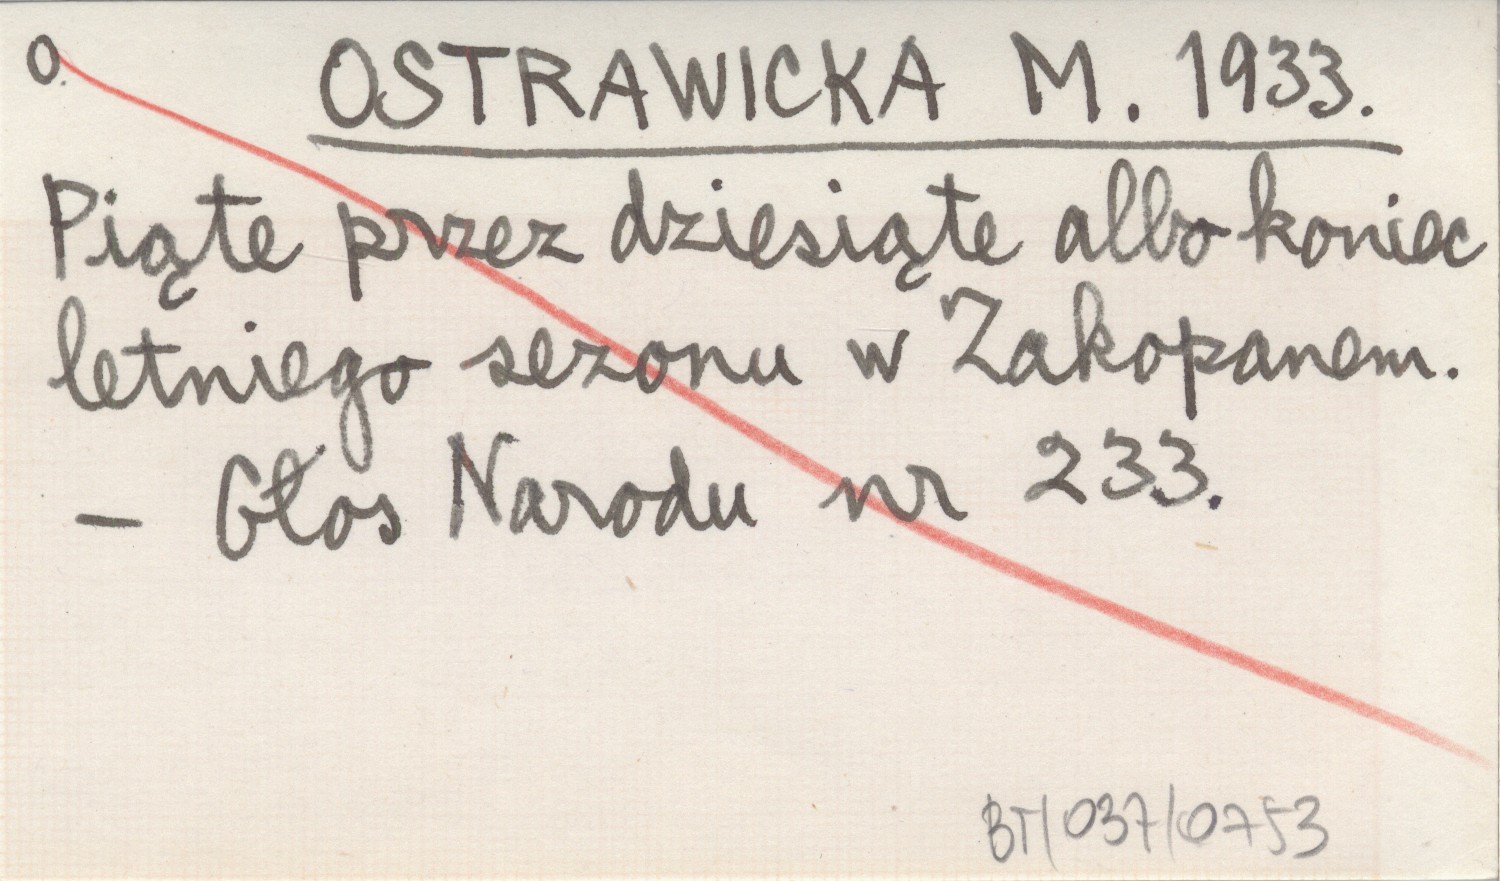 O. OSTRAWICKA M. 1933.
Piąte przez dziesiąte albo koniec
letniego sezonu w Zakopanem.
- Głos Narodu nr 233.
BT/037/0753